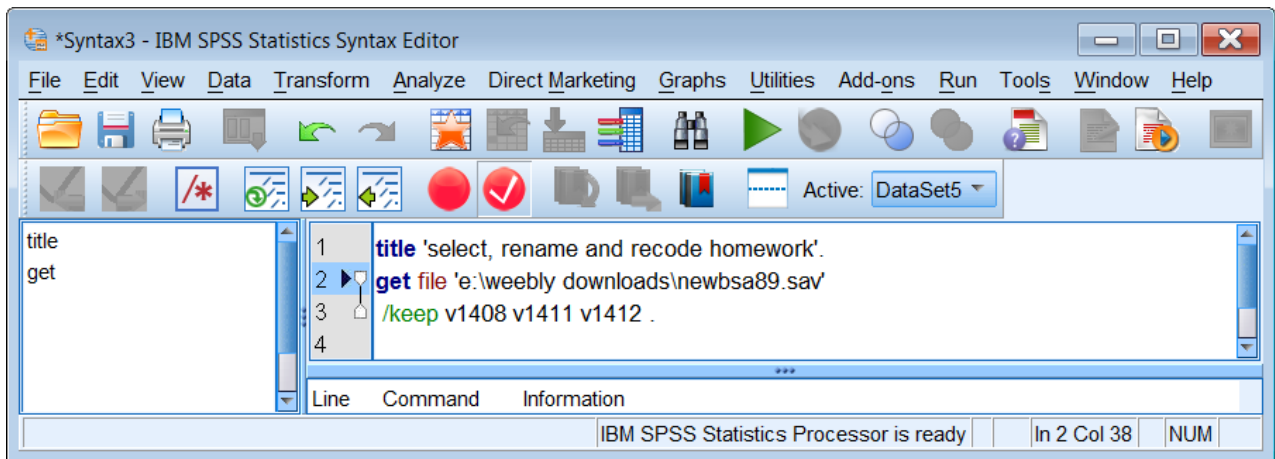 *Syntax3 - IBM SPSS Statistics Syntax Editor
File Edit View Data Transform Analyze Direct Marketing Graphs Utilities Add-ons Run Tools Window Help
/*
Active: DataSet5
title
get
1 title 'select, rename and recode homework'.
2 get file 'e:\weebly downloads\newbsa89.sav'
3 /keep v1408 v1411 v1412 .
4
Line Command Information
IBM SPSS Statistics Processor is ready In 2 Col 38 NUM